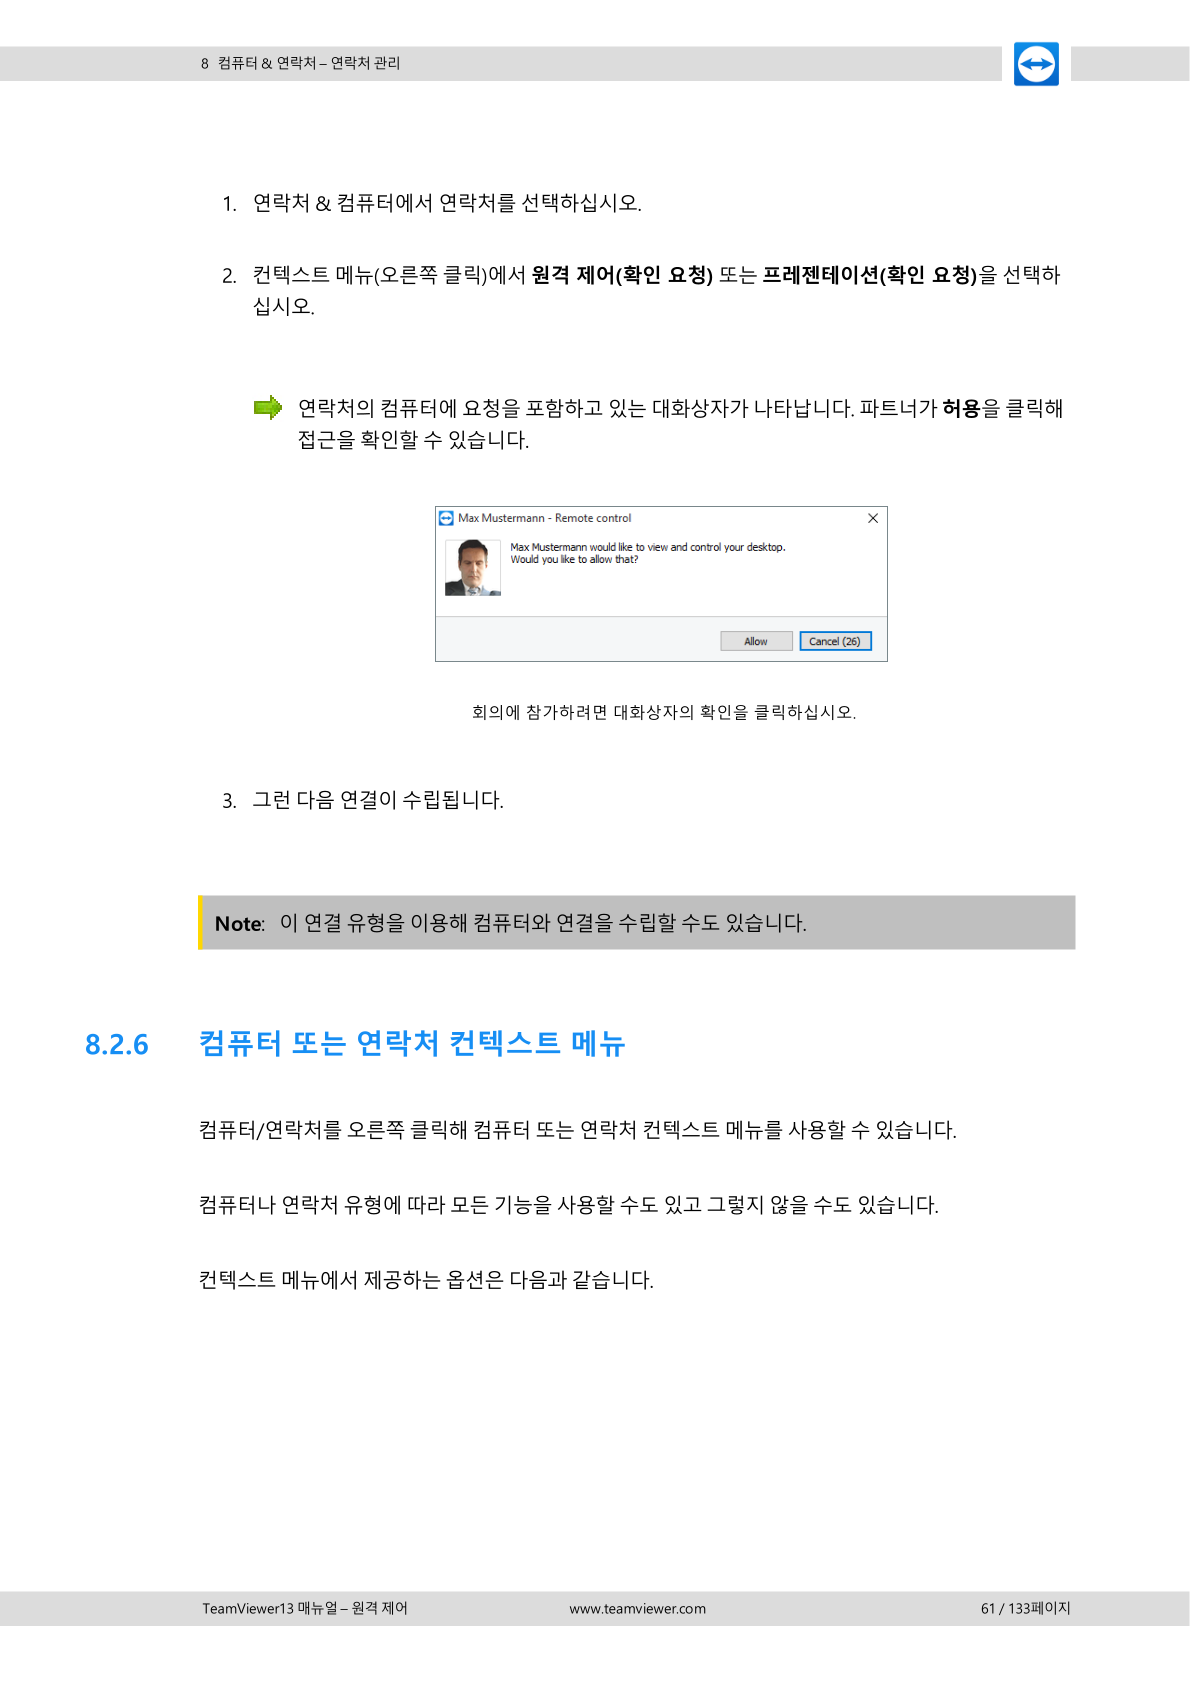 8 컴퓨터 & 연락처 – 연락처 관리
1. 연락처 & 컴퓨터에서 연락처를 선택하십시오.
2. 컨텍스트 메뉴(오른쪽 클릭)에서 원격 제어(확인 요청) 또는 프레젠테이션(확인 요청)을 선택하
십시오.
연락처의 컴퓨터에 요청을 포함하고 있는 대화상자가 나타납니다. 파트너가 허용을 클릭해
접근을 확인할 수 있습니다.
Max Mustermann - Remote control
Max Mustermann would like to view and control your desktop.
Would you like to allow that?
Allow Cancel (26)
회의에 참가하려면 대화상자의 확인을 클릭하십시오.
3. 그런 다음 연결이 수립됩니다.
Note: 이 연결 유형을 이용해 컴퓨터와 연결을 수립할 수도 있습니다.
8.2.6 컴퓨터 또는 연락처 컨텍스트 메뉴
컴퓨터/연락처를 오른쪽 클릭해 컴퓨터 또는 연락처 컨텍스트 메뉴를 사용할 수 있습니다.
컴퓨터나 연락처 유형에 따라 모든 기능을 사용할 수도 있고 그렇지 않을 수도 있습니다.
컨텍스트 메뉴에서 제공하는 옵션은 다음과 같습니다.
TeamViewer13 매뉴얼 – 원격 제어 www.teamviewer.com 61 / 133페이지